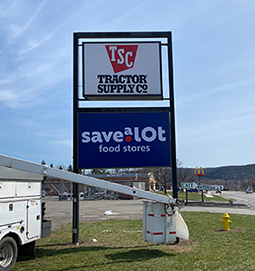 TSC
TRACTOR
SUPPLY CO
save a lot
food stores